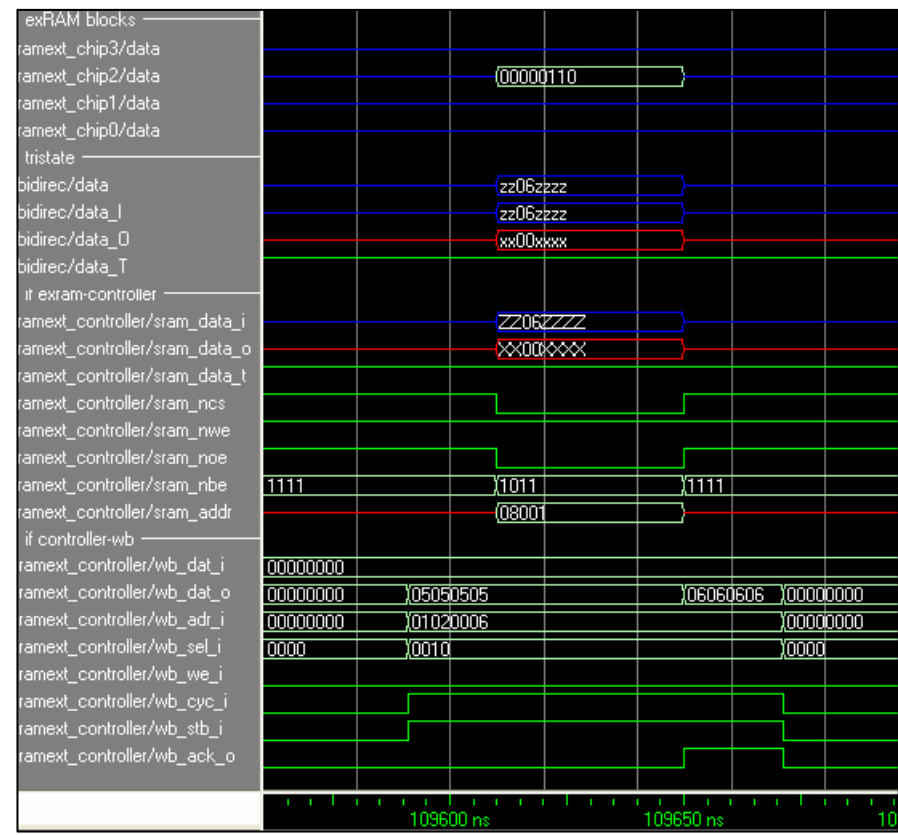 exRAM blocks
ramext_chip3/data
ramext_chip2/data 00000110
ramext_chip1/data
ramext_chip0/data
tristate
bidirec/data zz06zzzz
bidirec/data_I zz06zzzz
bidirec/data_O xx00xxxx
bidirec/data_T
if exram-controller
ramext_controller/sram_data_i ZZ06ZZZZ
ramext_controller/sram_data_o XX00XXXX
ramext_controller/sram_data_t
ramext_controller/sram_ncs
ramext_controller/sram_nwe
ramext_controller/sram_noe
ramext_controller/sram_nbe 1111 1011 1111
ramext_controller/sram_addr 08001
if controller-wb
ramext_controller/wb_dat_i 00000000
ramext_controller/wb_dat_o 00000000 05050505 06060606 00000000
ramext_controller/wb_adr_i 00000000 01020006 00000000
ramext_controller/wb_sel_i 0000 0010 0000
ramext_controller/wb_we_i
ramext_controller/wb_cyc_i
ramext_controller/wb_stb_i
ramext_controller/wb_ack_o
109600 ns 109650 ns 10